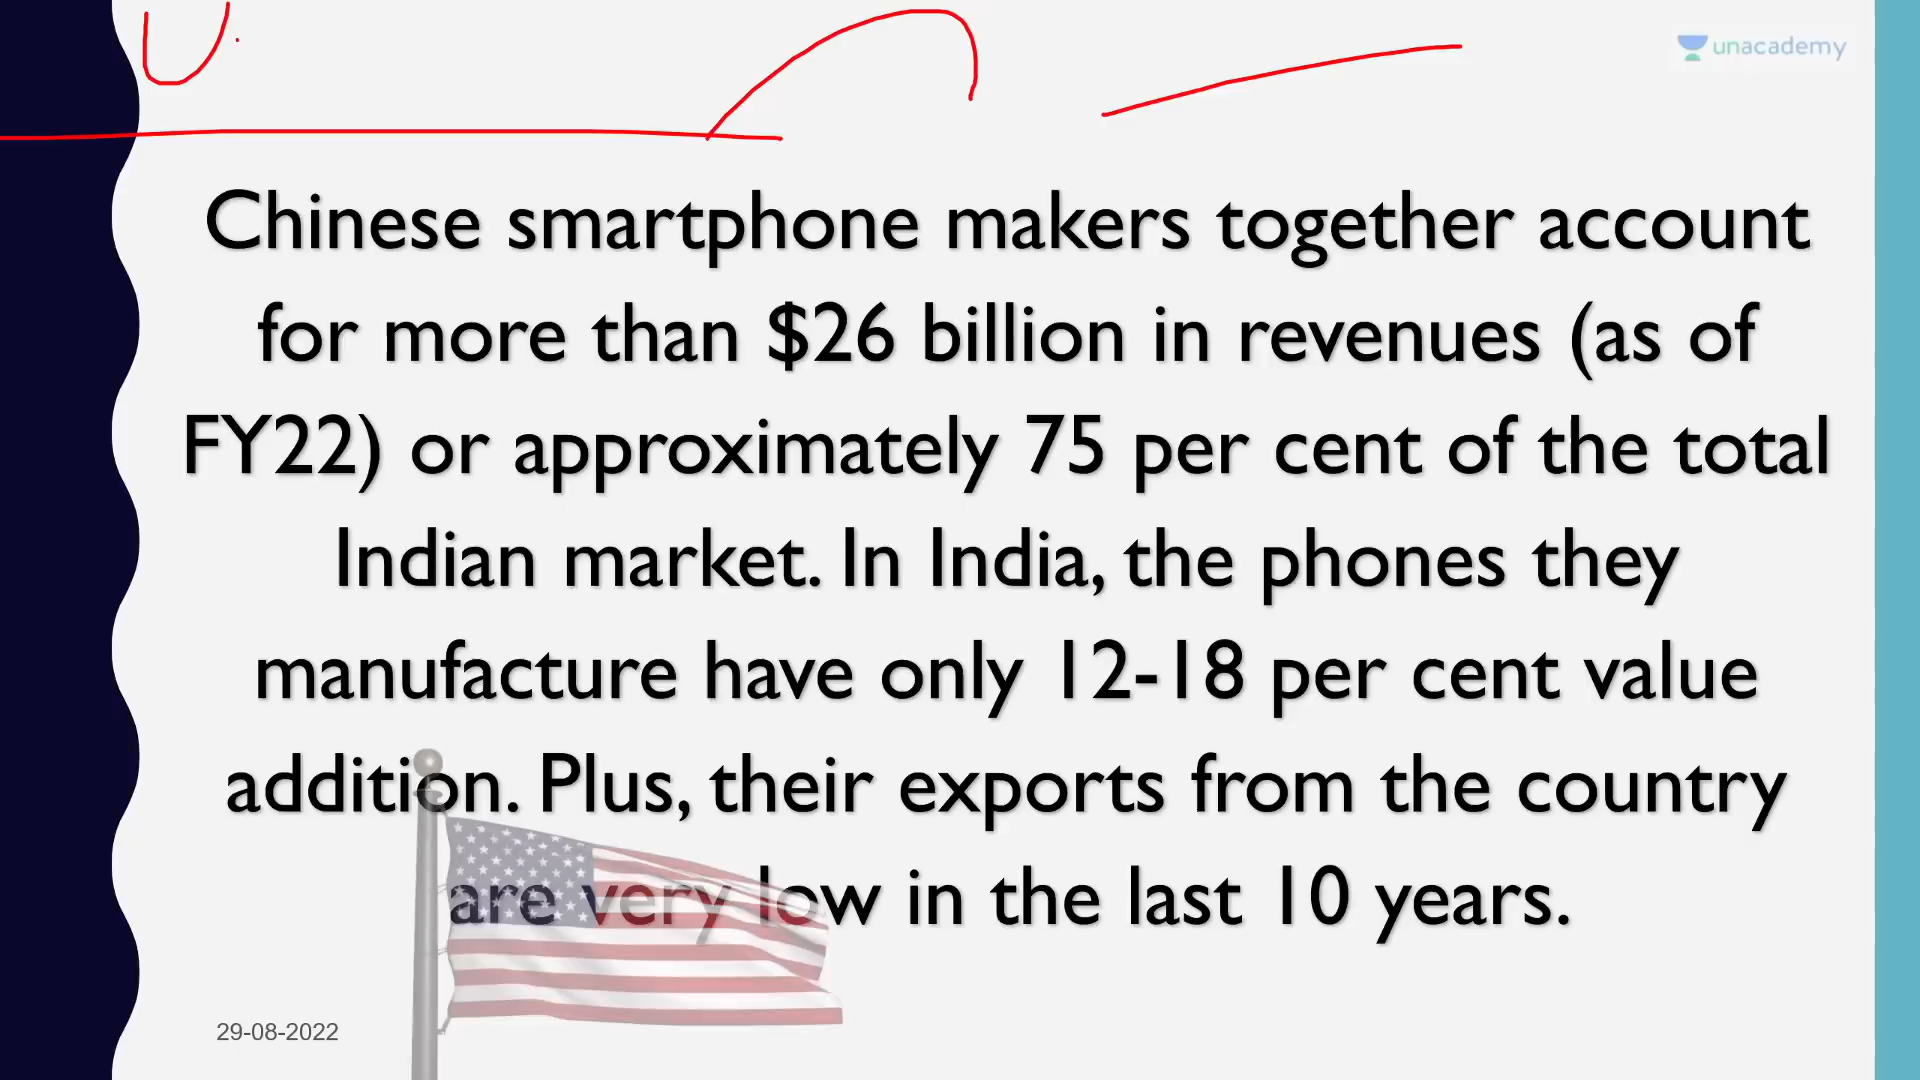 unacademy
Chinese smartphone makers together account
for more than $26 billion in revenues (as of
FY22) or approximately 75 per cent of the total
Indian market. In India, the phones they
manufacture have only 12-18 per cent value
addition. Plus, their exports from the country
are very low in the last 10 years.
29-08-2022